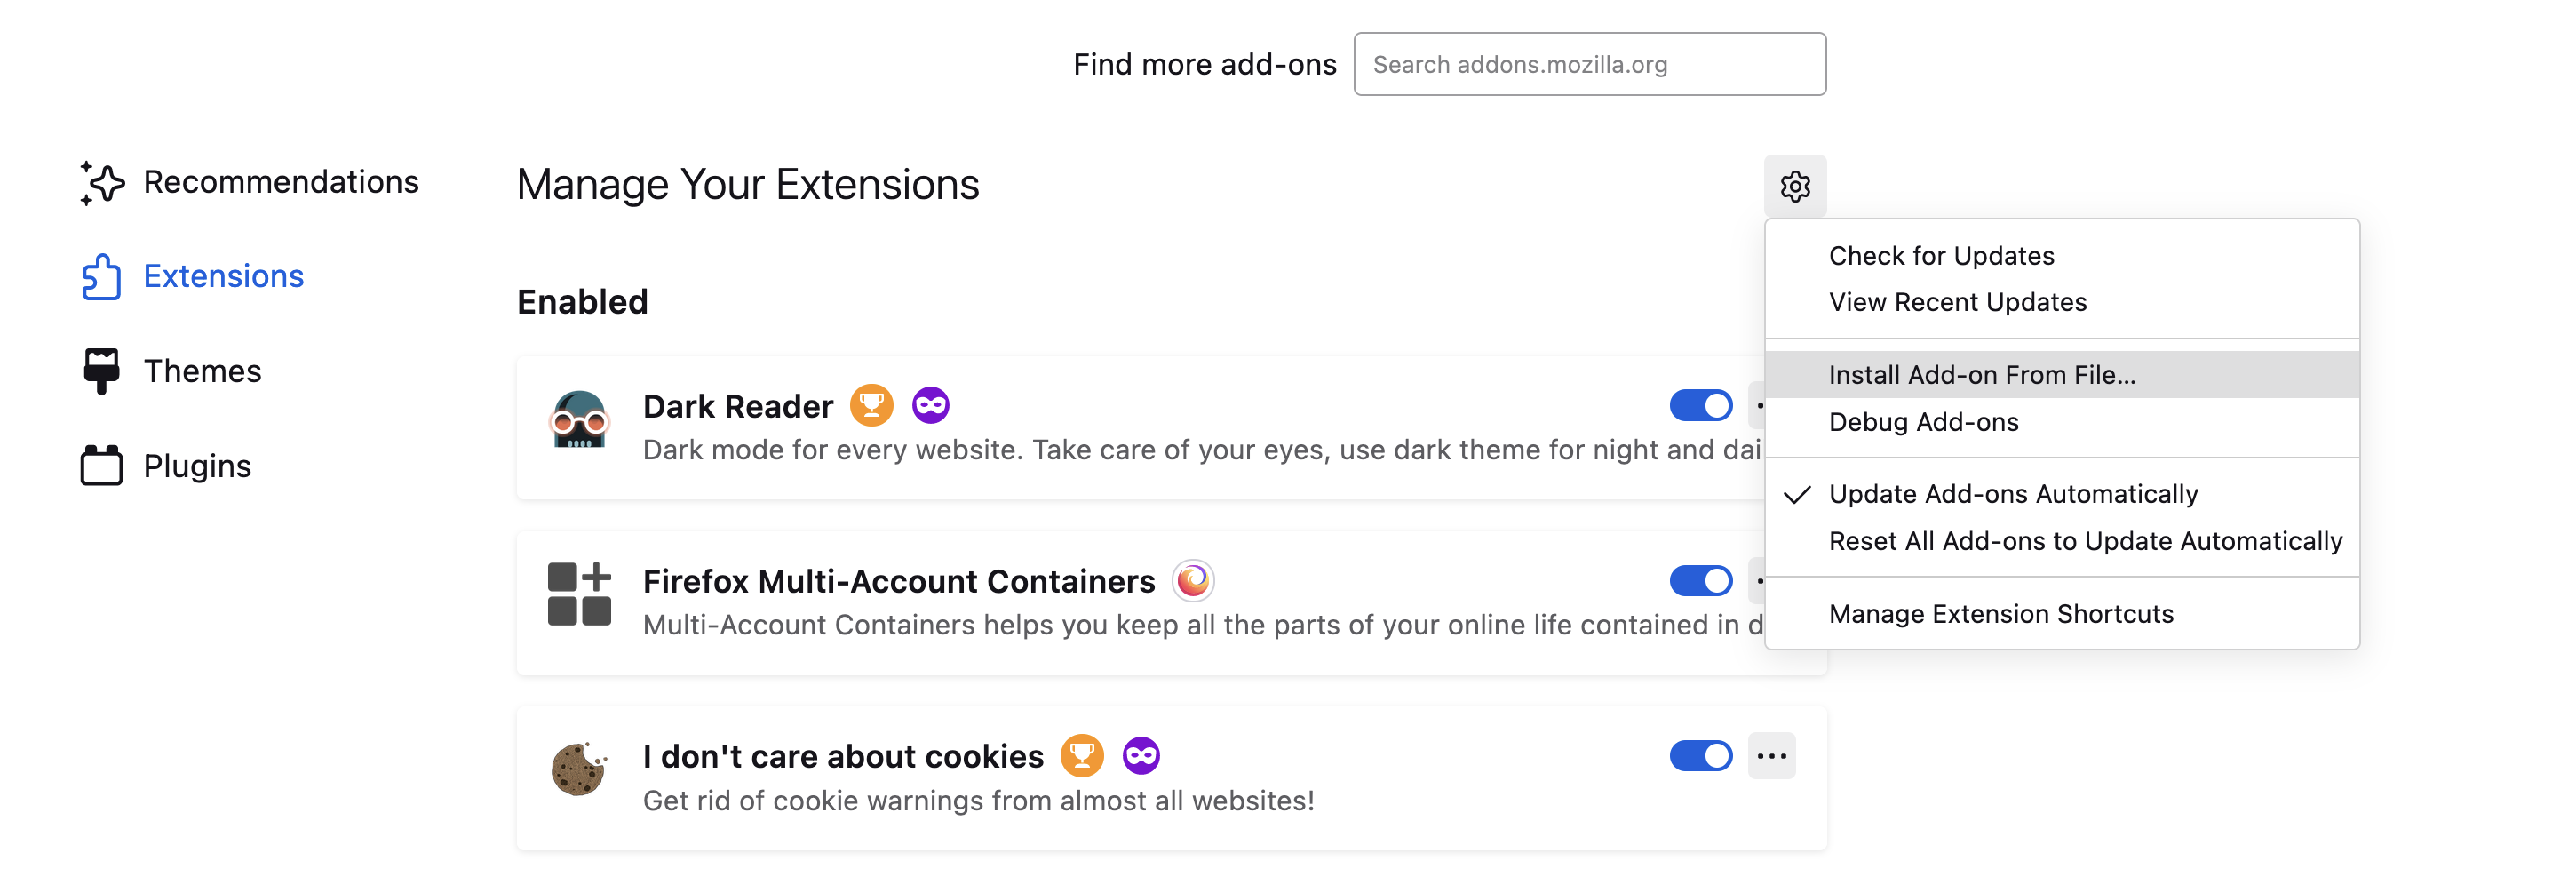 Find more add-ons
Search addons.mozilla.org
Recommendations
Extensions
Themes
Plugins
Manage Your Extensions
Enabled
Dark Reader
Dark mode for every website. Take care of your eyes, use dark theme for night and dai
Firefox Multi-Account Containers
Multi-Account Containers helps you keep all the parts of your online life contained in d
I don't care about cookies
Get rid of cookie warnings from almost all websites!
Check for Updates
View Recent Updates
Install Add-on From File...
Debug Add-ons
Update Add-ons Automatically
Reset All Add-ons to Update Automatically
Manage Extension Shortcuts